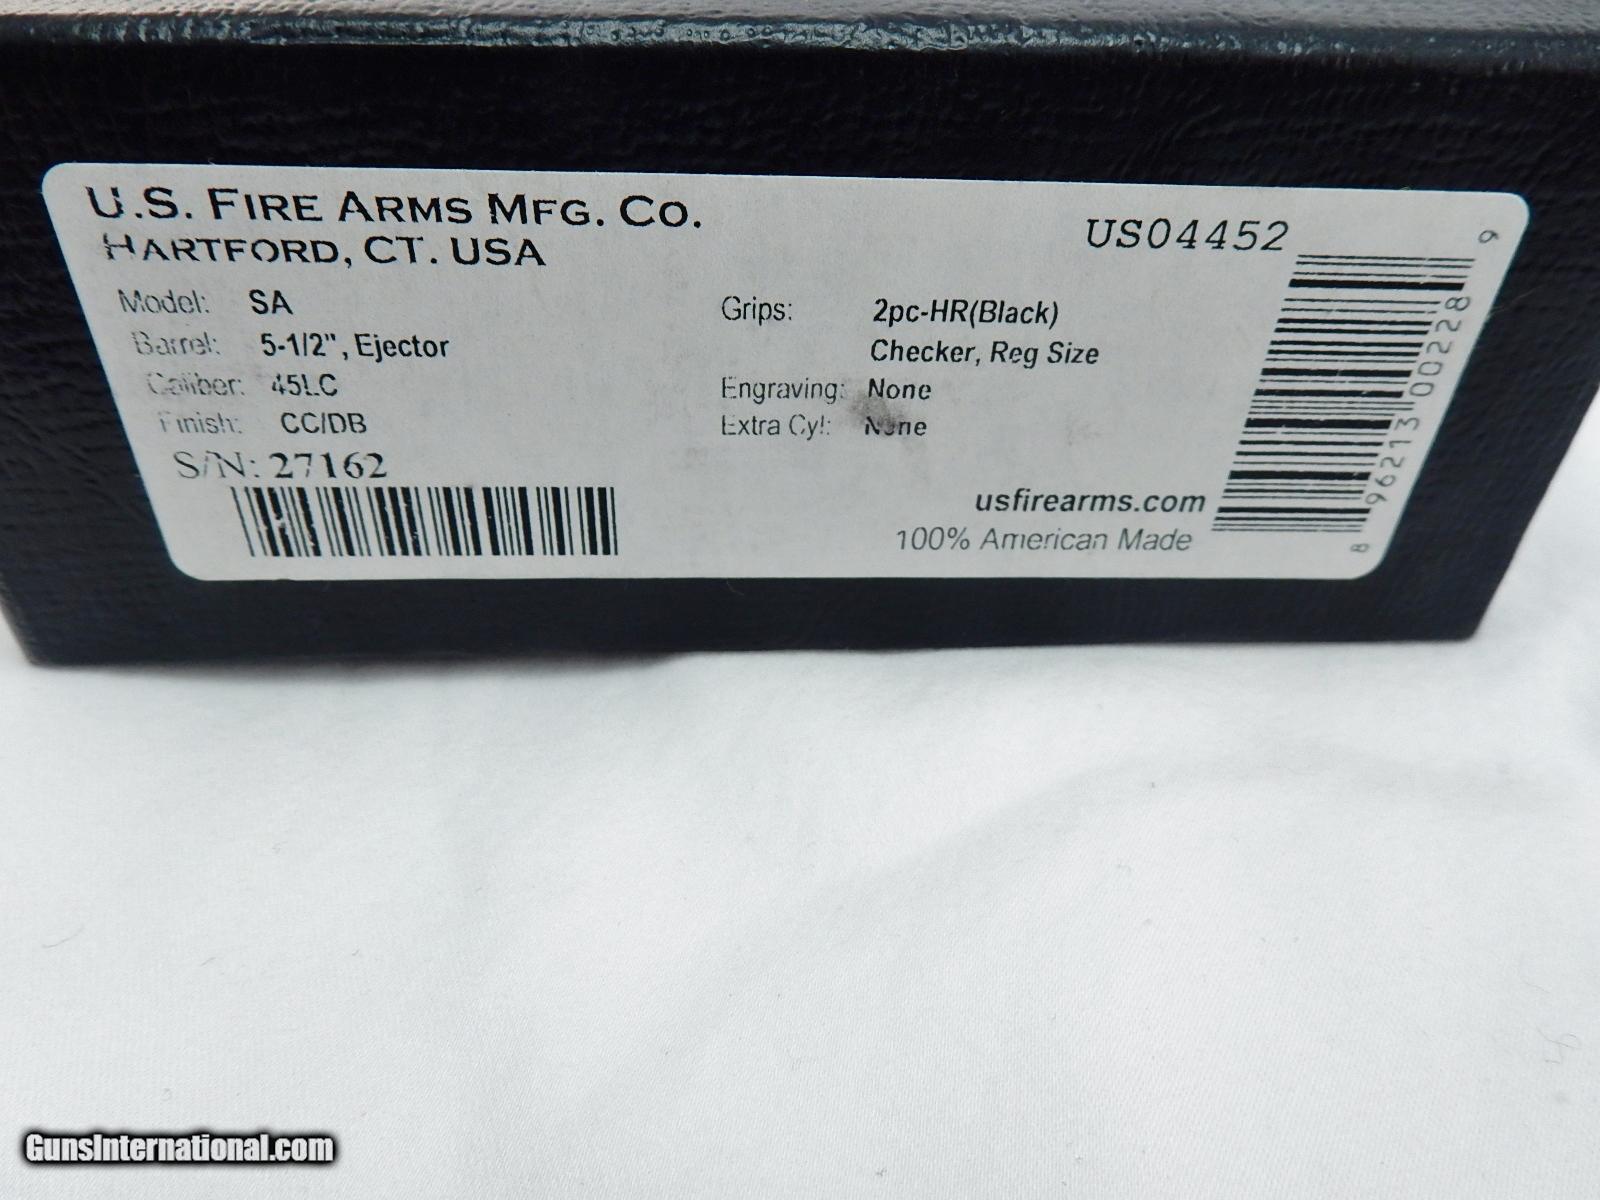 U.S. FIRE ARMS MFG. CO.
HARTFORD, CT. USA
US04452
Model: SA
Barrel: 5-1/2", Ejector
Caliber: 45LC
Finish: CC/DB
S/N: 27162
Grips: 2pc-HR(Black)
Checker, Reg Size
Engraving: None
Extra Cyl: None
usfirearms.com
100% American Made
8 96213 00228 9
GunsInternational.com